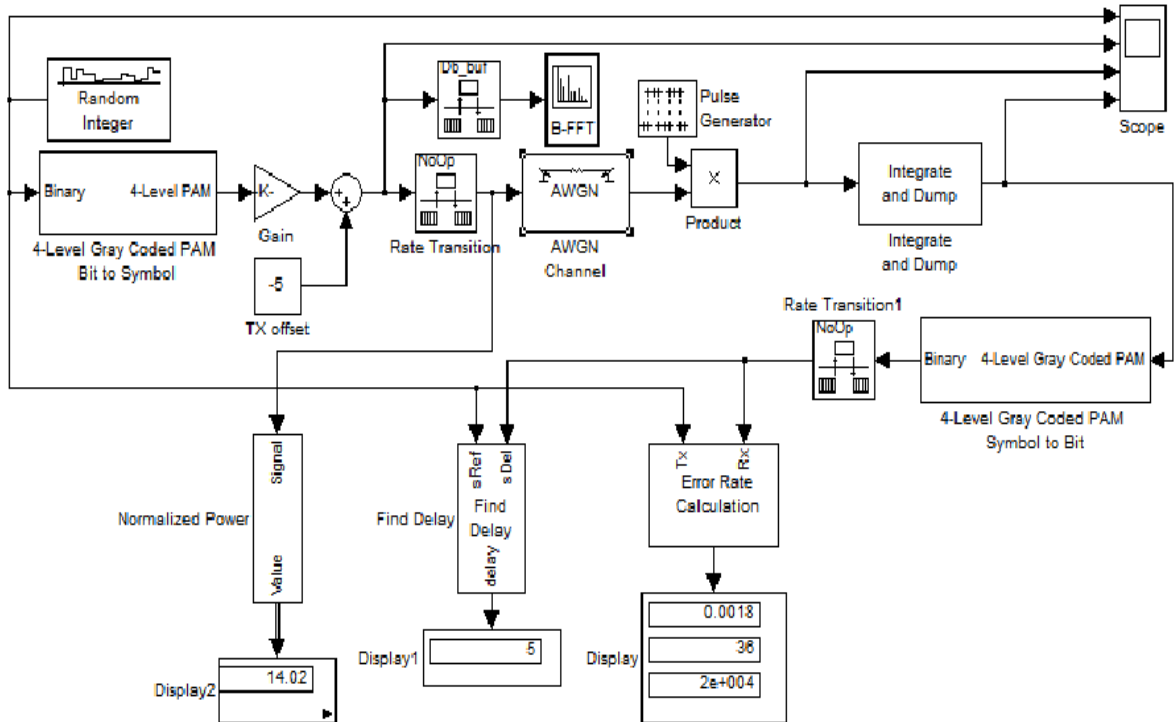 Random
Integer
Db_buf
B-FFT
Pulse
Generator
Scope
Binary
4-Level PAM
4-Level Gray Coded PAM
Bit to Symbol
-K-
Gain
+
+
-5
TX offset
NoOp
Rate Transition
AWGN
AWGN
Channel
X
Product
Integrate
and Dump
Integrate
and Dump
Rate Transition1
NoOp
Binary
4-Level Gray Coded PAM
4-Level Gray Coded PAM
Symbol to Bit
Signal
Value
Normalized Power
14.02
Display2
sRef
sDel
Find
Delay
delay
Find Delay
5
Display1
Tx
Rx
Error Rate
Calculation
0.0018
36
2e+004
Display